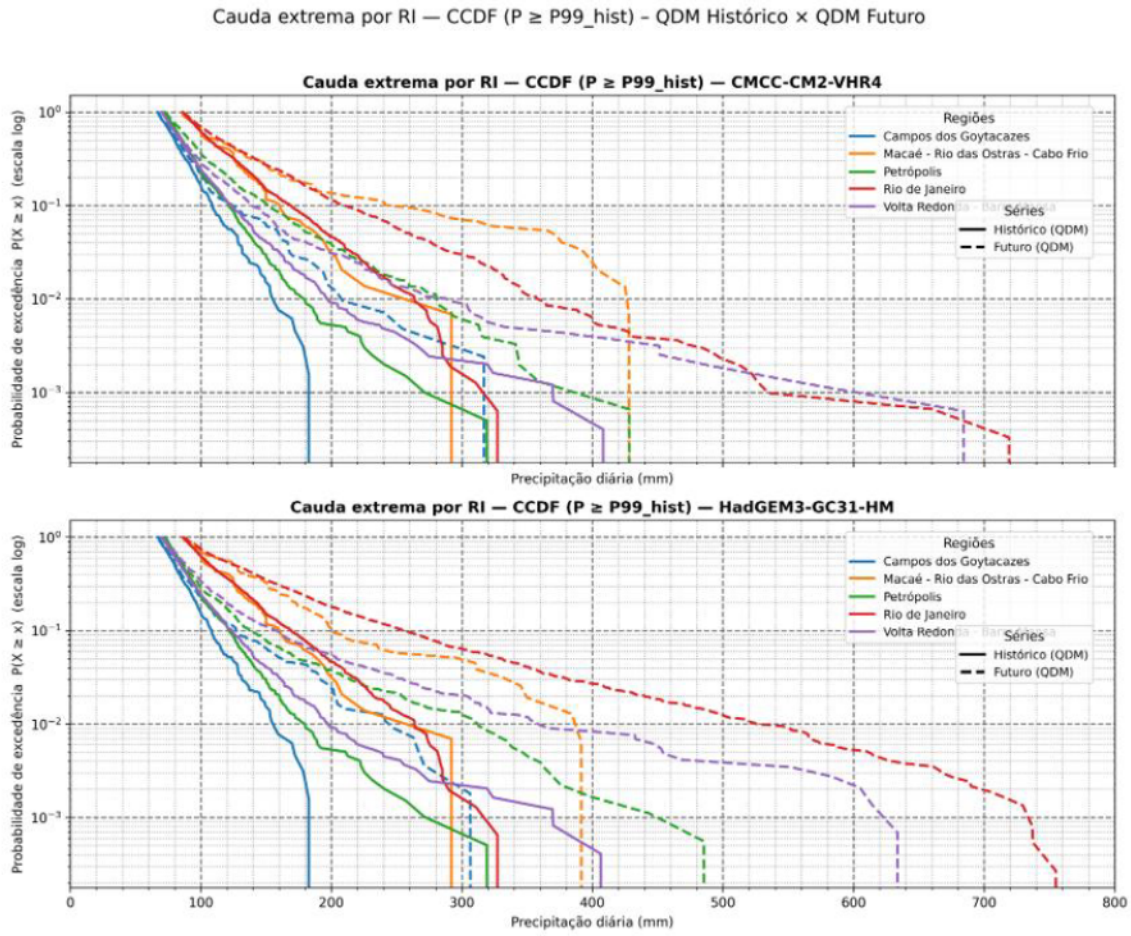 Cauda extrema por RI — CCDF (P ≥ P99_hist) – QDM Histórico × QDM Futuro
Cauda extrema por RI — CCDF (P ≥ P99_hist) — CMCC-CM2-VHR4
Probabilidade de excedência P(X ≥ x) (escala log)
10⁰
10⁻¹
10⁻²
10⁻³
Regiões
Campos dos Goytacazes
Macaé - Rio das Ostras - Cabo Frio
Petrópolis
Rio de Janeiro
Volta Redonda - Barra Mansa
Séries
Histórico (QDM)
Futuro (QDM)
Precipitação diária (mm)
Cauda extrema por RI — CCDF (P ≥ P99_hist) — HadGEM3-GC31-HM
Probabilidade de excedência P(X ≥ x) (escala log)
10⁰
10⁻¹
10⁻²
10⁻³
Regiões
Campos dos Goytacazes
Macaé - Rio das Ostras - Cabo Frio
Petrópolis
Rio de Janeiro
Volta Redonda - Barra Mansa
Séries
Histórico (QDM)
Futuro (QDM)
0 100 200 300 400 500 600 700 800
Precipitação diária (mm)